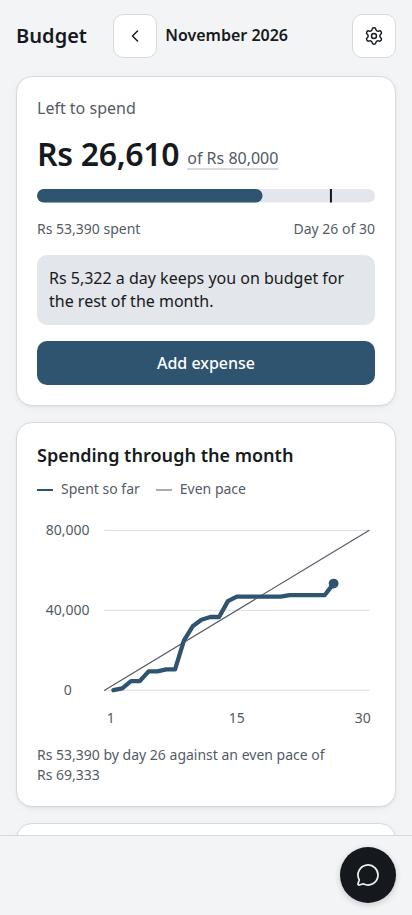 Budget
November 2026
Left to spend
Rs 26,610 of Rs 80,000
Rs 53,390 spent
Day 26 of 30
Rs 5,322 a day keeps you on budget for
the rest of the month.
Add expense
Spending through the month
Spent so far
Even pace
80,000
40,000
0
1
15
30
Rs 53,390 by day 26 against an even pace of
Rs 69,333